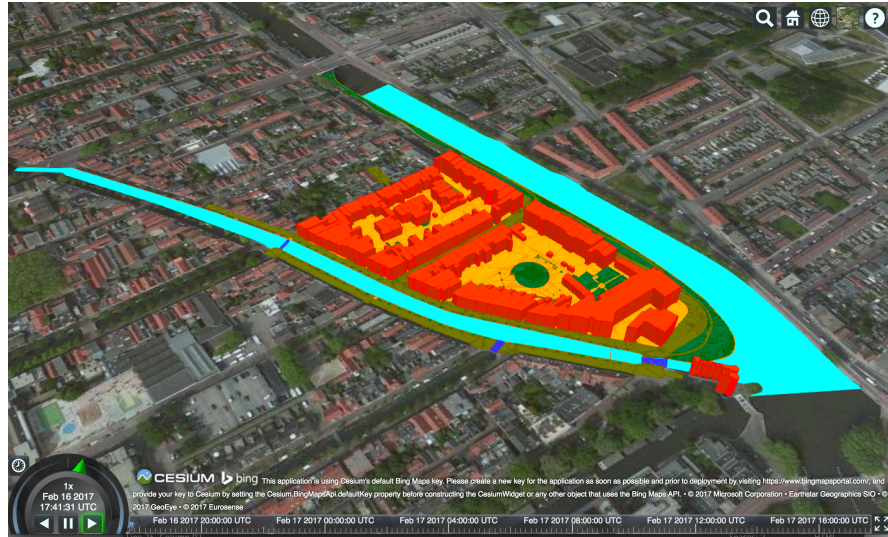 ?
CESIUM bing This application is using Cesium's default Bing Maps key. Please create a new key for the application as soon as possible and prior to deployment by visiting https://www.bingmapsportal.com/, and
provide your key to Cesium by setting the Cesium.BingMapsApi.defaultKey property before constructing the CesiumWidget or any other object that uses the Bing Maps API. • © 2017 Microsoft Corporation • Earthstar Geographics SIO • ©
2017 GeoEye • © 2017 Eurosense
1x
Feb 16 2017
17:41:31 UTC
Feb 16 2017 20:00:00 UTC
Feb 17 2017 00:00:00 UTC
Feb 17 2017 04:00:00 UTC
Feb 17 2017 08:00:00 UTC
Feb 17 2017 12:00:00 UTC
Feb 17 2017 16:00:00 UTC